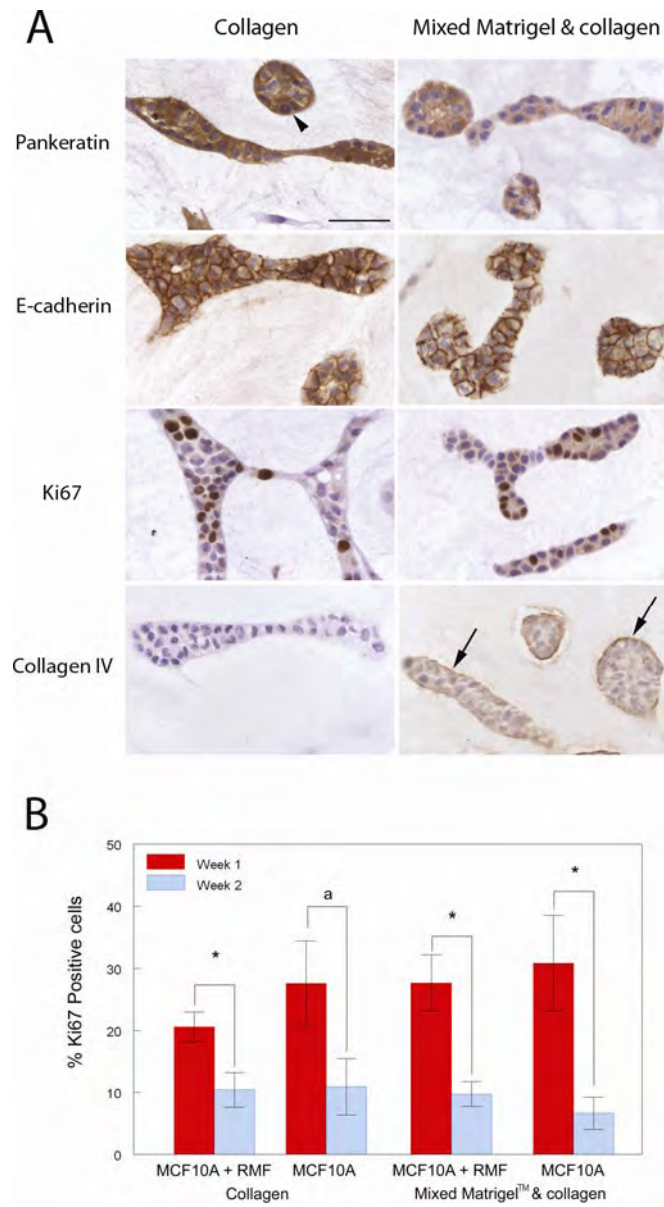 A
Collagen Mixed Matrigel & collagen
Pankeratin
E-cadherin
Ki67
Collagen IV
B
50
40
30
20
10
0
% Ki67 Positive cells
Week 1
Week 2
* a * *
MCF10A + RMF MCF10A MCF10A + RMF MCF10A
Collagen Mixed Matrigel™ & collagen